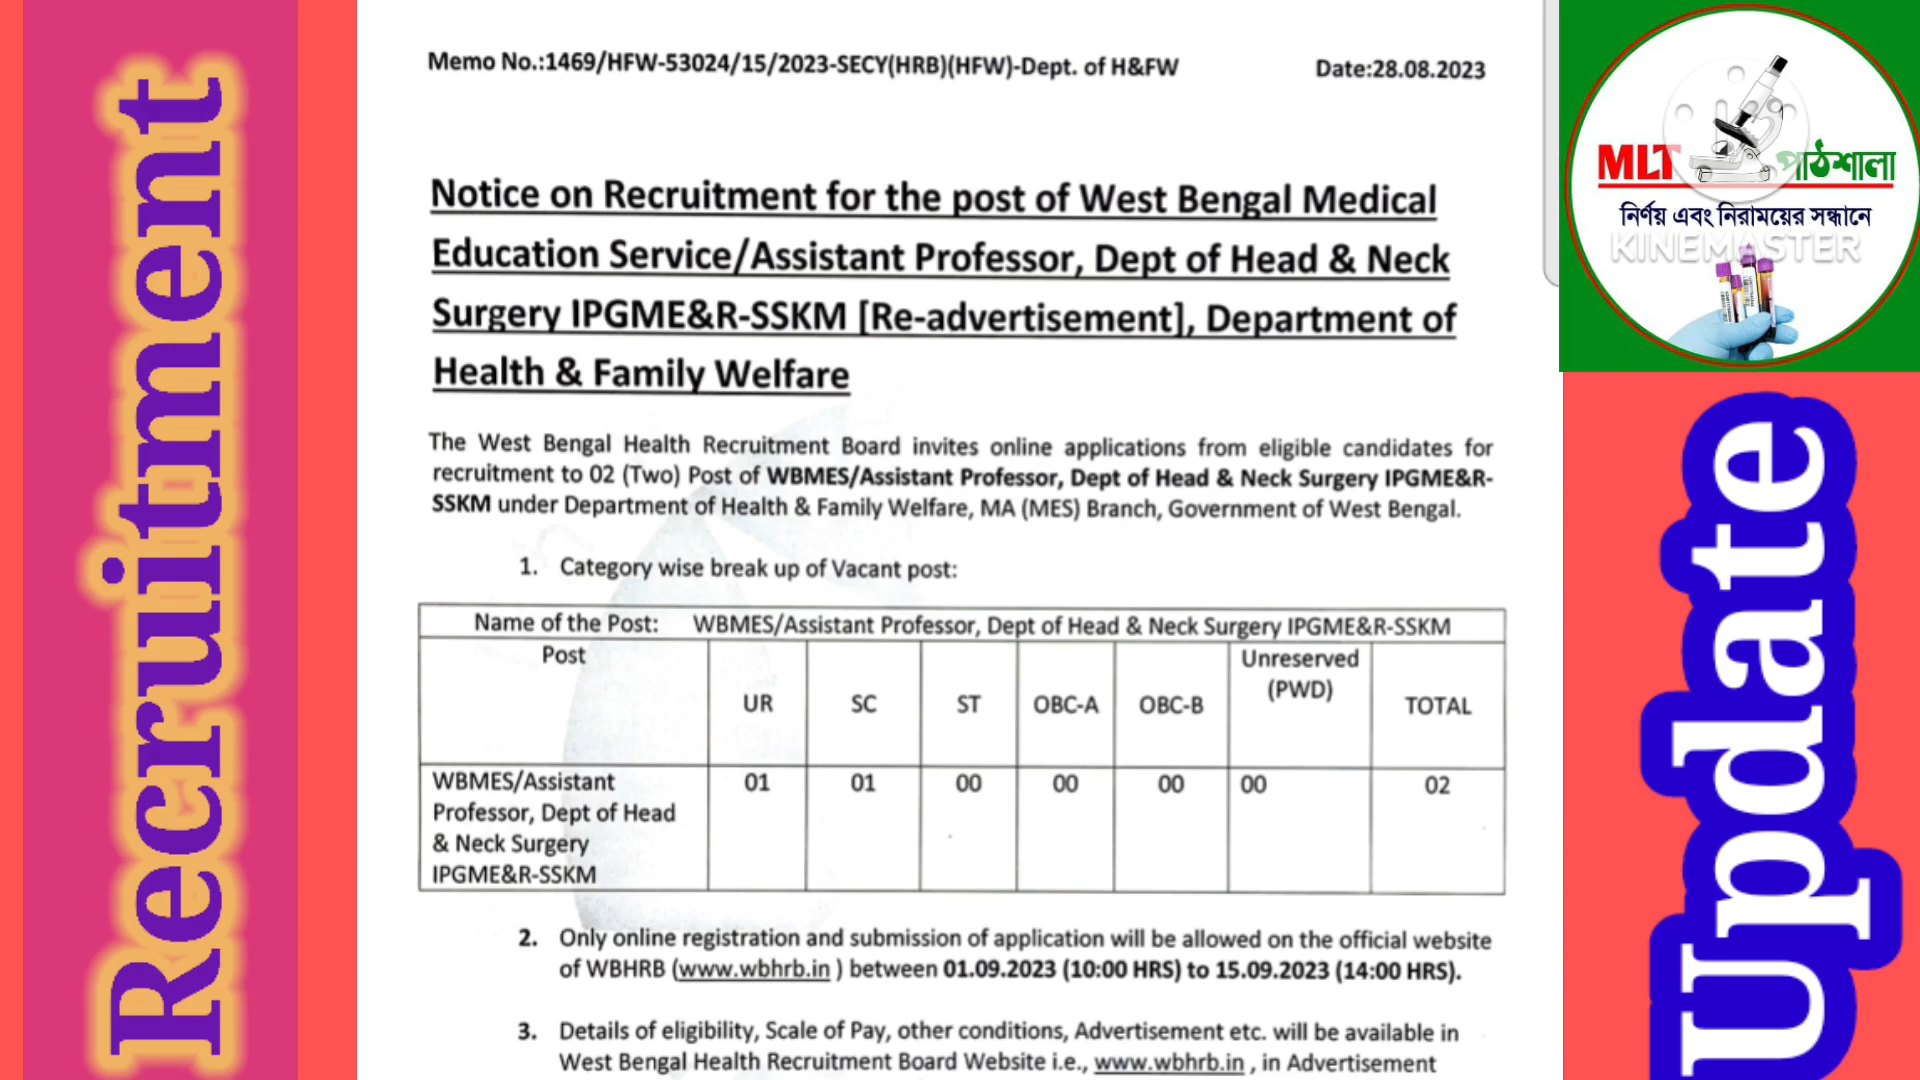 Recruitment
Memo No.:1469/HFW-53024/15/2023-SECY(HRB)(HFW)-Dept. of H&FW Date:28.08.2023
Notice on Recruitment for the post of West Bengal Medical
Education Service/Assistant Professor, Dept of Head & Neck
Surgery IPGME&R-SSKM [Re-advertisement], Department of
Health & Family Welfare
The West Bengal Health Recruitment Board invites online applications from eligible candidates for
recruitment to 02 (Two) Post of WBMES/Assistant Professor, Dept of Head & Neck Surgery IPGME&R-
SSKM under Department of Health & Family Welfare, MA (MES) Branch, Government of West Bengal.
1. Category wise break up of Vacant post:
Name of the Post: WBMES/Assistant Professor, Dept of Head & Neck Surgery IPGME&R-SSKM
Post UR SC ST OBC-A OBC-B Unreserved (PWD) TOTAL
WBMES/Assistant 01 01 00 00 00 00 02
Professor, Dept of Head
& Neck Surgery
IPGME&R-SSKM
2. Only online registration and submission of application will be allowed on the official website
of WBHRB (www.wbhrb.in ) between 01.09.2023 (10:00 HRS) to 15.09.2023 (14:00 HRS).
3. Details of eligibility, Scale of Pay, other conditions, Advertisement etc. will be available in
West Bengal Health Recruitment Board Website i.e., www.wbhrb.in , in Advertisement
MLT পাঠশালা
নির্ণয় এবং নিরাময়ের সন্ধানে
KINEMASTER
Update